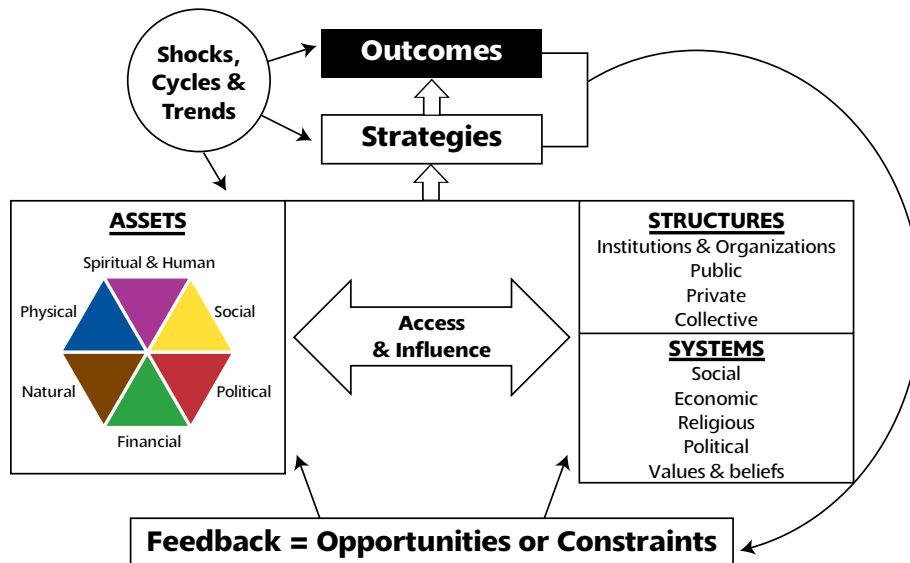 Shocks,
Cycles &
Trends
Outcomes
Strategies
ASSETS
Spiritual & Human
Physical
Social
Natural
Political
Financial
Access
& Influence
STRUCTURES
Institutions & Organizations
Public
Private
Collective
SYSTEMS
Social
Economic
Religious
Political
Values & beliefs
Feedback = Opportunities or Constraints